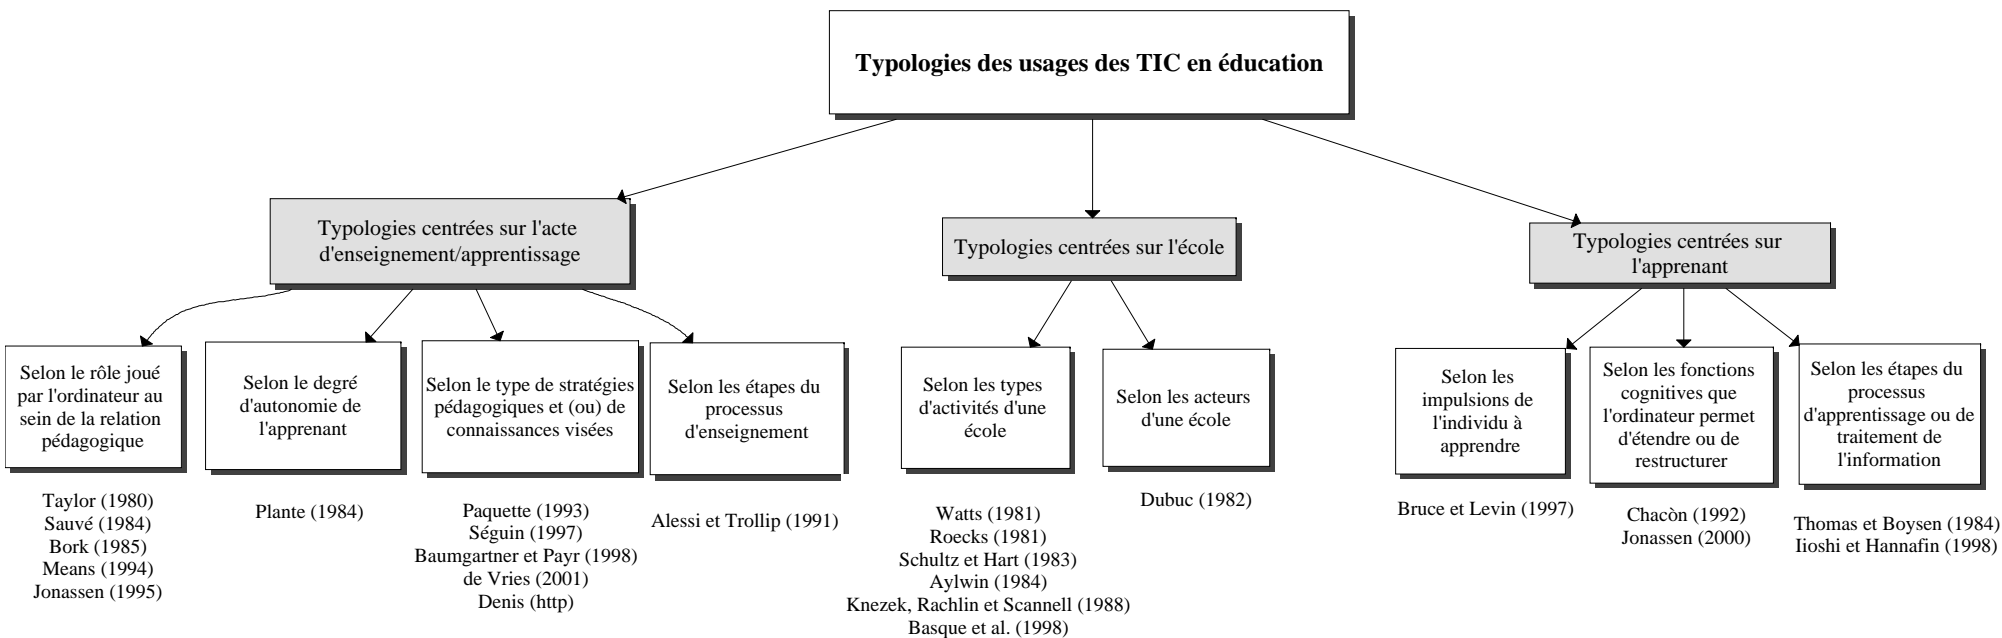 Typologies des usages des TIC en éducation
Typologies centrées sur l'acte
d'enseignement/apprentissage
Typologies centrées sur l'école
Typologies centrées sur
l'apprenant
Selon le rôle joué
par l'ordinateur au
sein de la relation
pédagogique
Taylor (1980)
Sauvé (1984)
Bork (1985)
Means (1994)
Jonassen (1995)
Selon le degré
d'autonomie de
l'apprenant
Plante (1984)
Selon le type de stratégies
pédagogiques et (ou) de
connaissances visées
Paquette (1993)
Séguin (1997)
Baumgartner et Payr (1998)
de Vries (2001)
Denis (http)
Selon les étapes du
processus
d'enseignement
Alessi et Trollip (1991)
Selon les types
d'activités d'une
école
Watts (1981)
Roecks (1981)
Schultz et Hart (1983)
Aylwin (1984)
Knezek, Rachlin et Scannell (1988)
Basque et al. (1998)
Selon les acteurs
d'une école
Dubuc (1982)
Selon les
impulsions de
l'individu à
apprendre
Bruce et Levin (1997)
Selon les fonctions
cognitives que
l'ordinateur permet
d'étendre ou de
restructurer
Chacòn (1992)
Jonassen (2000)
Selon les étapes du
processus
d'apprentissage ou de
traitement de
l'information
Thomas et Boysen (1984)
Iioshi et Hannafin (1998)